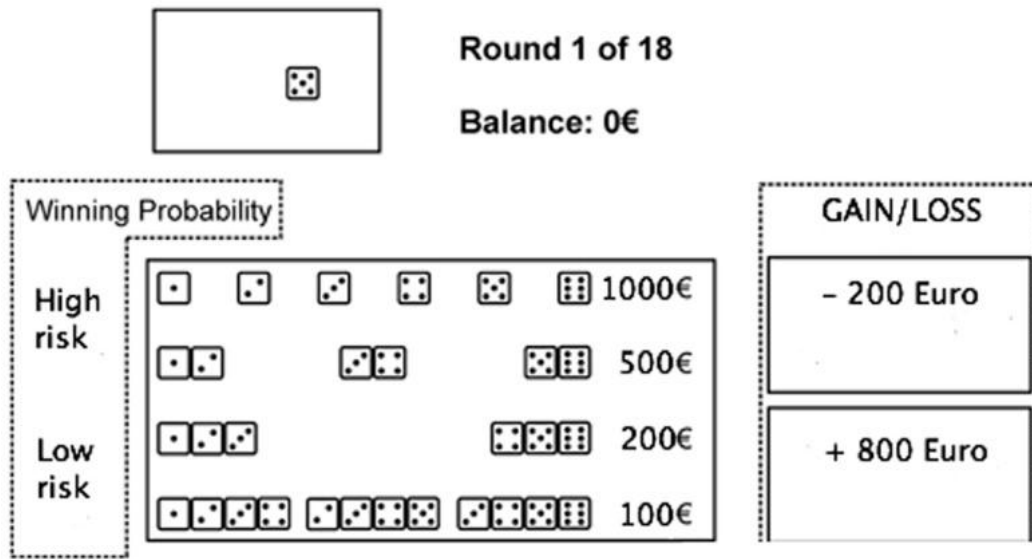 Round 1 of 18
Balance: 0€
Winning Probability
GAIN/LOSS
High
risk
1000€
- 200 Euro
500€
Low
risk
200€
+ 800 Euro
100€